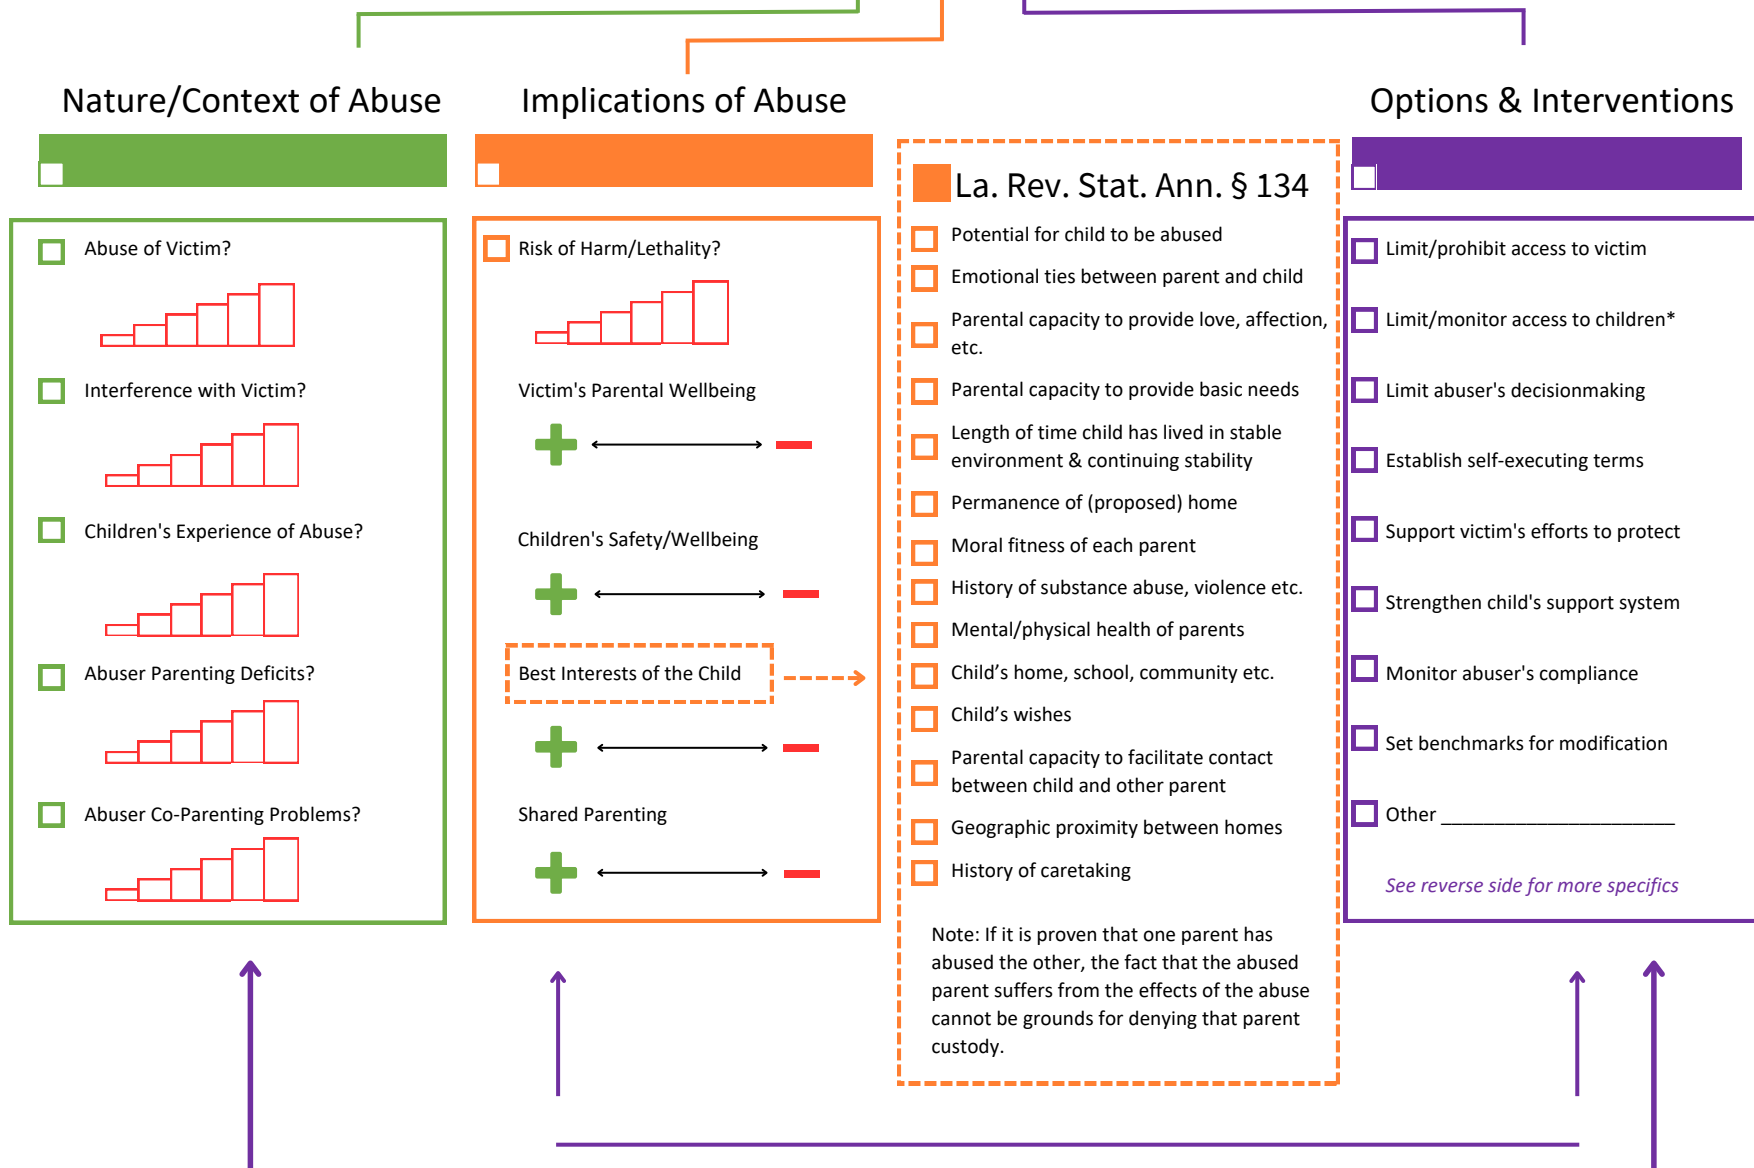 Nature/Context of Abuse
Abuse of Victim?
Interference with Victim?
Children's Experience of Abuse?
Abuser Parenting Deficits?
Abuser Co-Parenting Problems?
Implications of Abuse
Risk of Harm/Lethality?
Victim's Parental Wellbeing
Children's Safety/Wellbeing
Best Interests of the Child
Shared Parenting
La. Rev. Stat. Ann. § 134
Potential for child to be abused
Emotional ties between parent and child
Parental capacity to provide love, affection,
etc.
Parental capacity to provide basic needs
Length of time child has lived in stable
environment & continuing stability
Permanence of (proposed) home
Moral fitness of each parent
History of substance abuse, violence etc.
Mental/physical health of parents
Child’s home, school, community etc.
Child’s wishes
Parental capacity to facilitate contact
between child and other parent
Geographic proximity between homes
History of caretaking
Note: If it is proven that one parent has
abused the other, the fact that the abused
parent suffers from the effects of the abuse
cannot be grounds for denying that parent
custody.
Options & Interventions
Limit/prohibit access to victim
Limit/monitor access to children*
Limit abuser's decisionmaking
Establish self-executing terms
Support victim's efforts to protect
Strengthen child's support system
Monitor abuser's compliance
Set benchmarks for modification
Other ______________________
See reverse side for more specifics